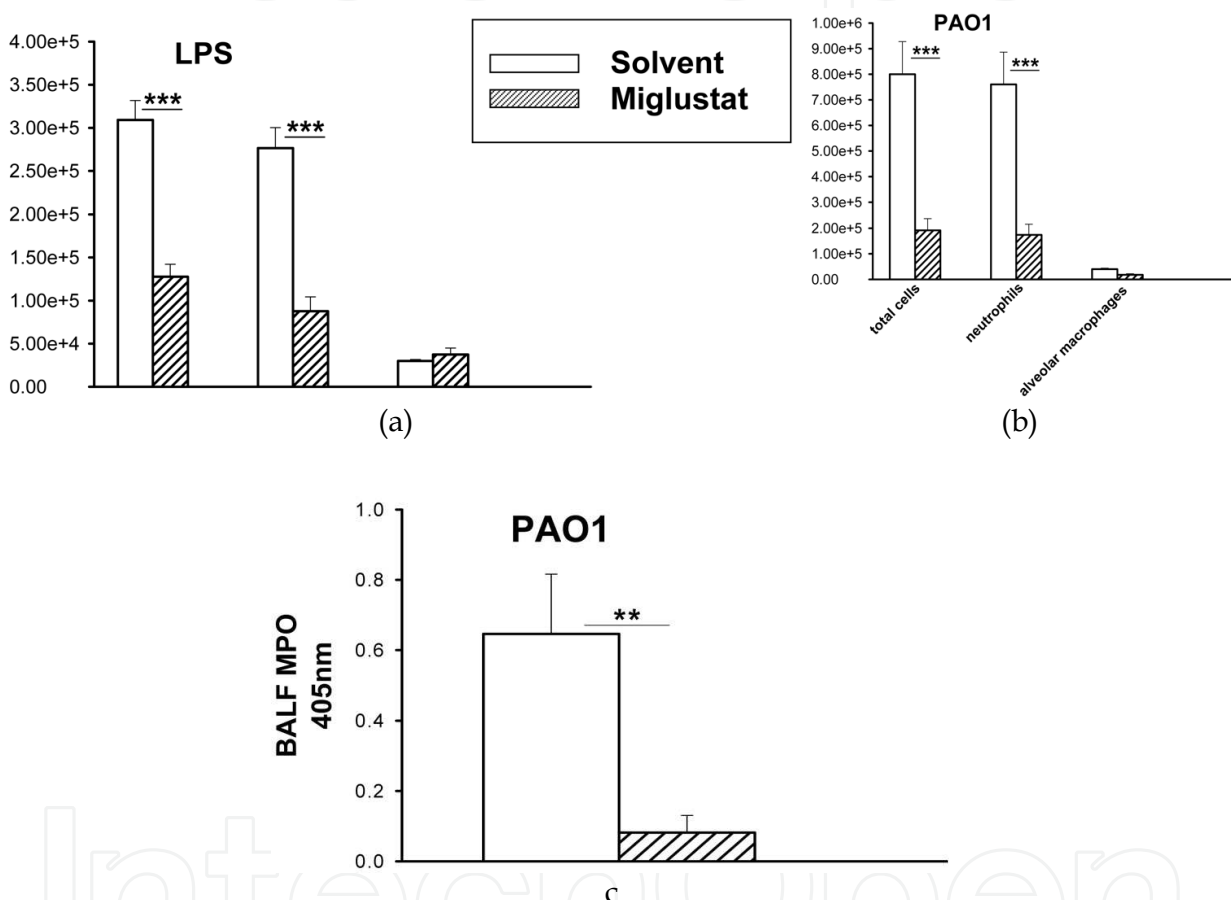 LPS
4.00e+5
3.50e+5
3.00e+5
2.50e+5
2.00e+5
1.50e+5
1.00e+5
5.00e+4
0.00
***
***
(a)
Solvent
Miglustat
PAO1
1.00e+6
9.00e+5
8.00e+5
7.00e+5
6.00e+5
5.00e+5
4.00e+5
3.00e+5
2.00e+5
1.00e+5
0.00
***
***
total cells
neutrophils
alveolar macrophages
(b)
PAO1
BALF MPO
405nm
1.0
0.8
0.6
0.4
0.2
0.0
**
c
IntechOpen